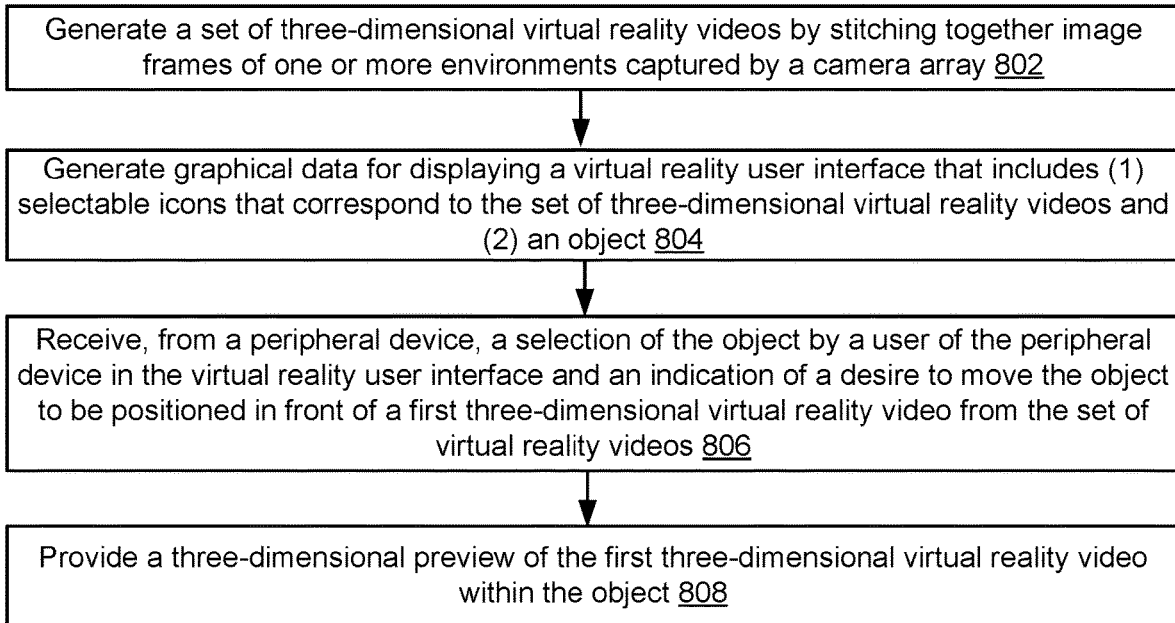 Generate a set of three-dimensional virtual reality videos by stitching together image
frames of one or more environments captured by a camera array 802
Generate graphical data for displaying a virtual reality user interface that includes (1)
selectable icons that correspond to the set of three-dimensional virtual reality videos and
(2) an object 804
Receive, from a peripheral device, a selection of the object by a user of the peripheral
device in the virtual reality user interface and an indication of a desire to move the object
to be positioned in front of a first three-dimensional virtual reality video from the set of
virtual reality videos 806
Provide a three-dimensional preview of the first three-dimensional virtual reality video
within the object 808